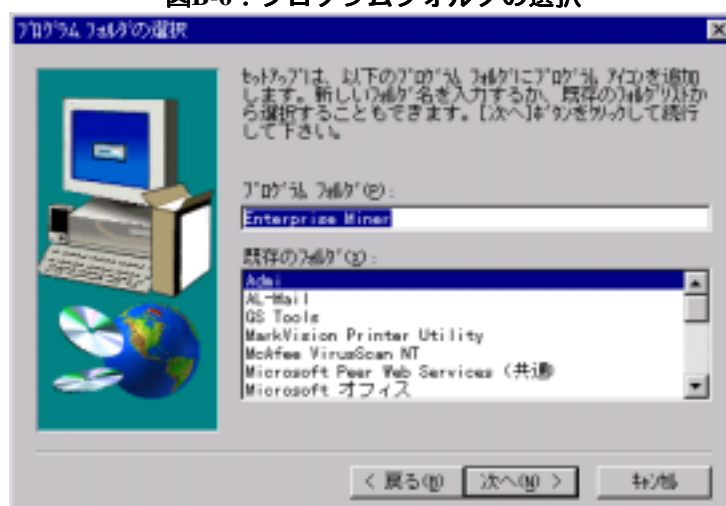 図B-6：プログラムフォルダの選択
ﾌﾟﾛｸﾞﾗﾑ ﾌｫﾙﾀﾞの選択
ｾｯﾄｱｯﾌﾟは、以下のﾌﾟﾛｸﾞﾗﾑ ﾌｫﾙﾀﾞにﾌﾟﾛｸﾞﾗﾑ ｱｲｺﾝを追加
します。新しいﾌｫﾙﾀﾞ名を入力するか、既存のﾌｫﾙﾀﾞﾘｽﾄか
ら選択することもできます。[次へ]ﾎﾞﾀﾝをｸﾘｯｸして続行
して下さい。
ﾌﾟﾛｸﾞﾗﾑ ﾌｫﾙﾀﾞ(P):
Enterprise Miner
既存のﾌｫﾙﾀﾞ(X):
Admi
AL-Mail
GS Tools
MarkVision Printer Utility
McAfee VirusScan NT
Microsoft Peer Web Services (共通)
Microsoft オフィス
< 戻る(B)
次へ(N) >
ｷｬﾝｾﾙ